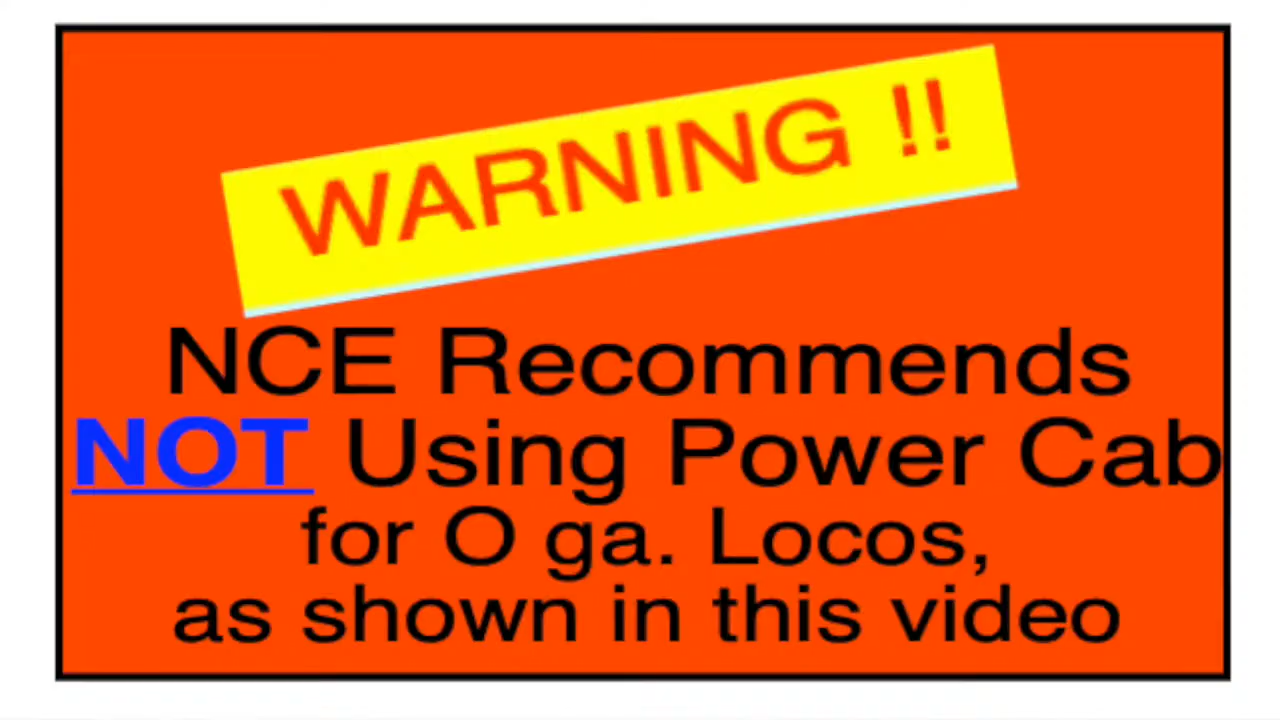 WARNING !!
NCE Recommends
NOT Using Power Cab
for O ga. Locos,
as shown in this video